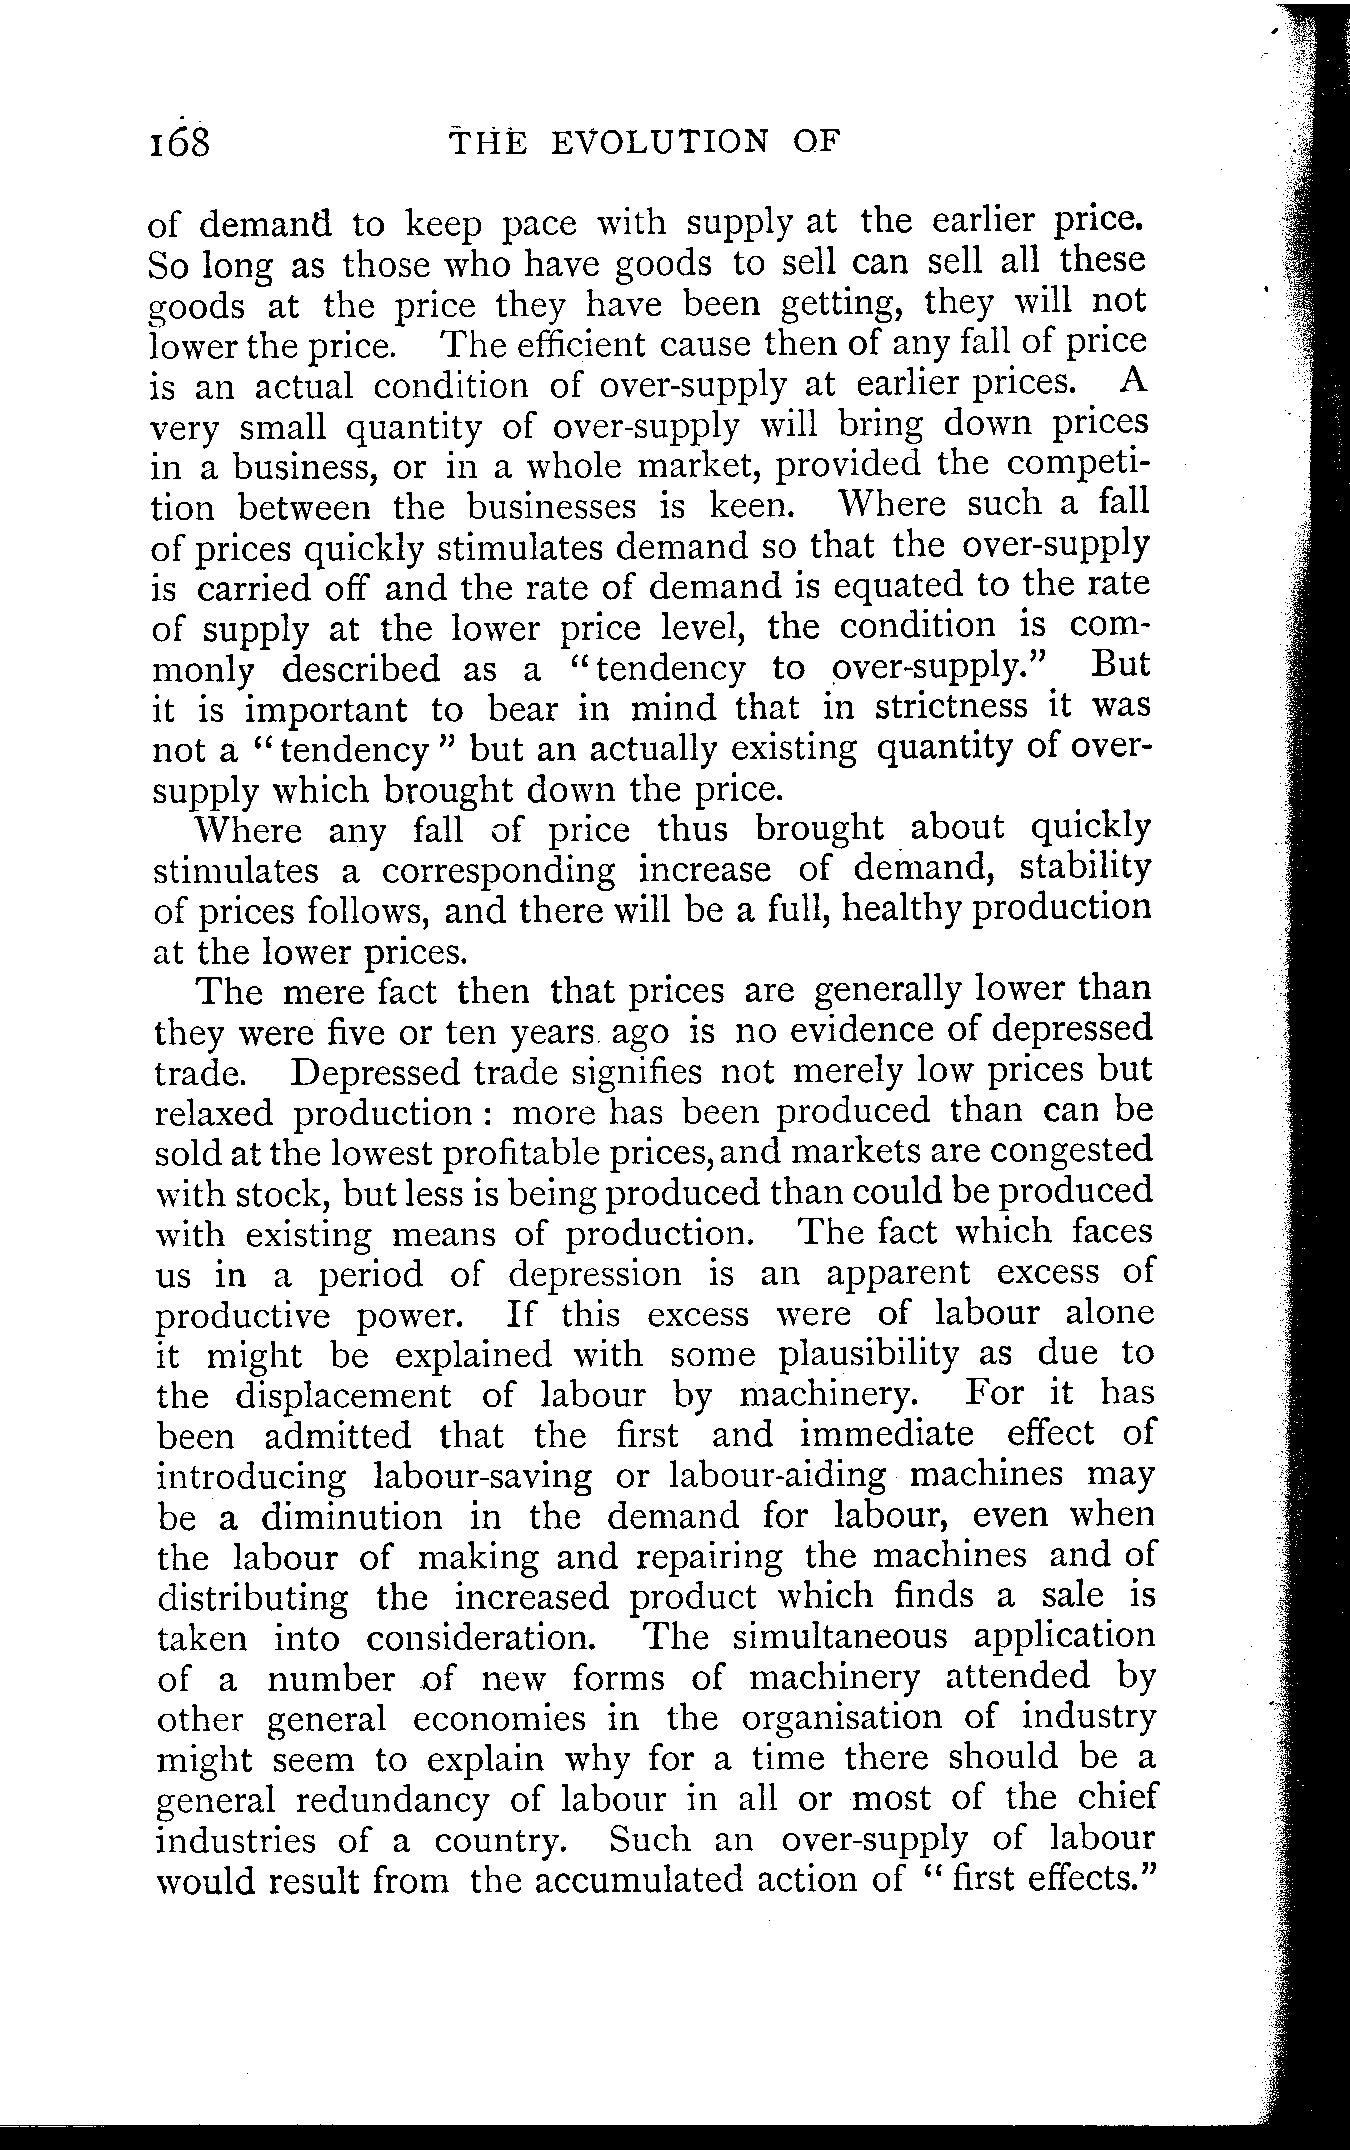 168 THE EVOLUTION OF
of demand to keep pace with supply at the earlier price.
So long as those who have goods to sell can sell all these
goods at the price they have been getting, they will not
lower the price. The efficient cause then of any fall of price
is an actual condition of over-supply at earlier prices. A
very small quantity of over-supply will bring down prices
in a business, or in a whole market, provided the competi-
tion between the businesses is keen. Where such a fall
of prices quickly stimulates demand so that the over-supply
is carried off and the rate of demand is equated to the rate
of supply at the lower price level, the condition is com-
monly described as a "tendency to over-supply." But
it is important to bear in mind that in strictness it was
not a "tendency" but an actually existing quantity of over-
supply which brought down the price.
Where any fall of price thus brought about quickly
stimulates a corresponding increase of demand, stability
of prices follows, and there will be a full, healthy production
at the lower prices.
The mere fact then that prices are generally lower than
they were five or ten years ago is no evidence of depressed
trade. Depressed trade signifies not merely low prices but
relaxed production : more has been produced than can be
sold at the lowest profitable prices, and markets are congested
with stock, but less is being produced than could be produced
with existing means of production. The fact which faces
us in a period of depression is an apparent excess of
productive power. If this excess were of labour alone
it might be explained with some plausibility as due to
the displacement of labour by machinery. For it has
been admitted that the first and immediate effect of
introducing labour-saving or labour-aiding machines may
be a diminution in the demand for labour, even when
the labour of making and repairing the machines and of
distributing the increased product which finds a sale is
taken into consideration. The simultaneous application
of a number of new forms of machinery attended by
other general economies in the organisation of industry
might seem to explain why for a time there should be a
general redundancy of labour in all or most of the chief
industries of a country. Such an over-supply of labour
would result from the accumulated action of "first effects."